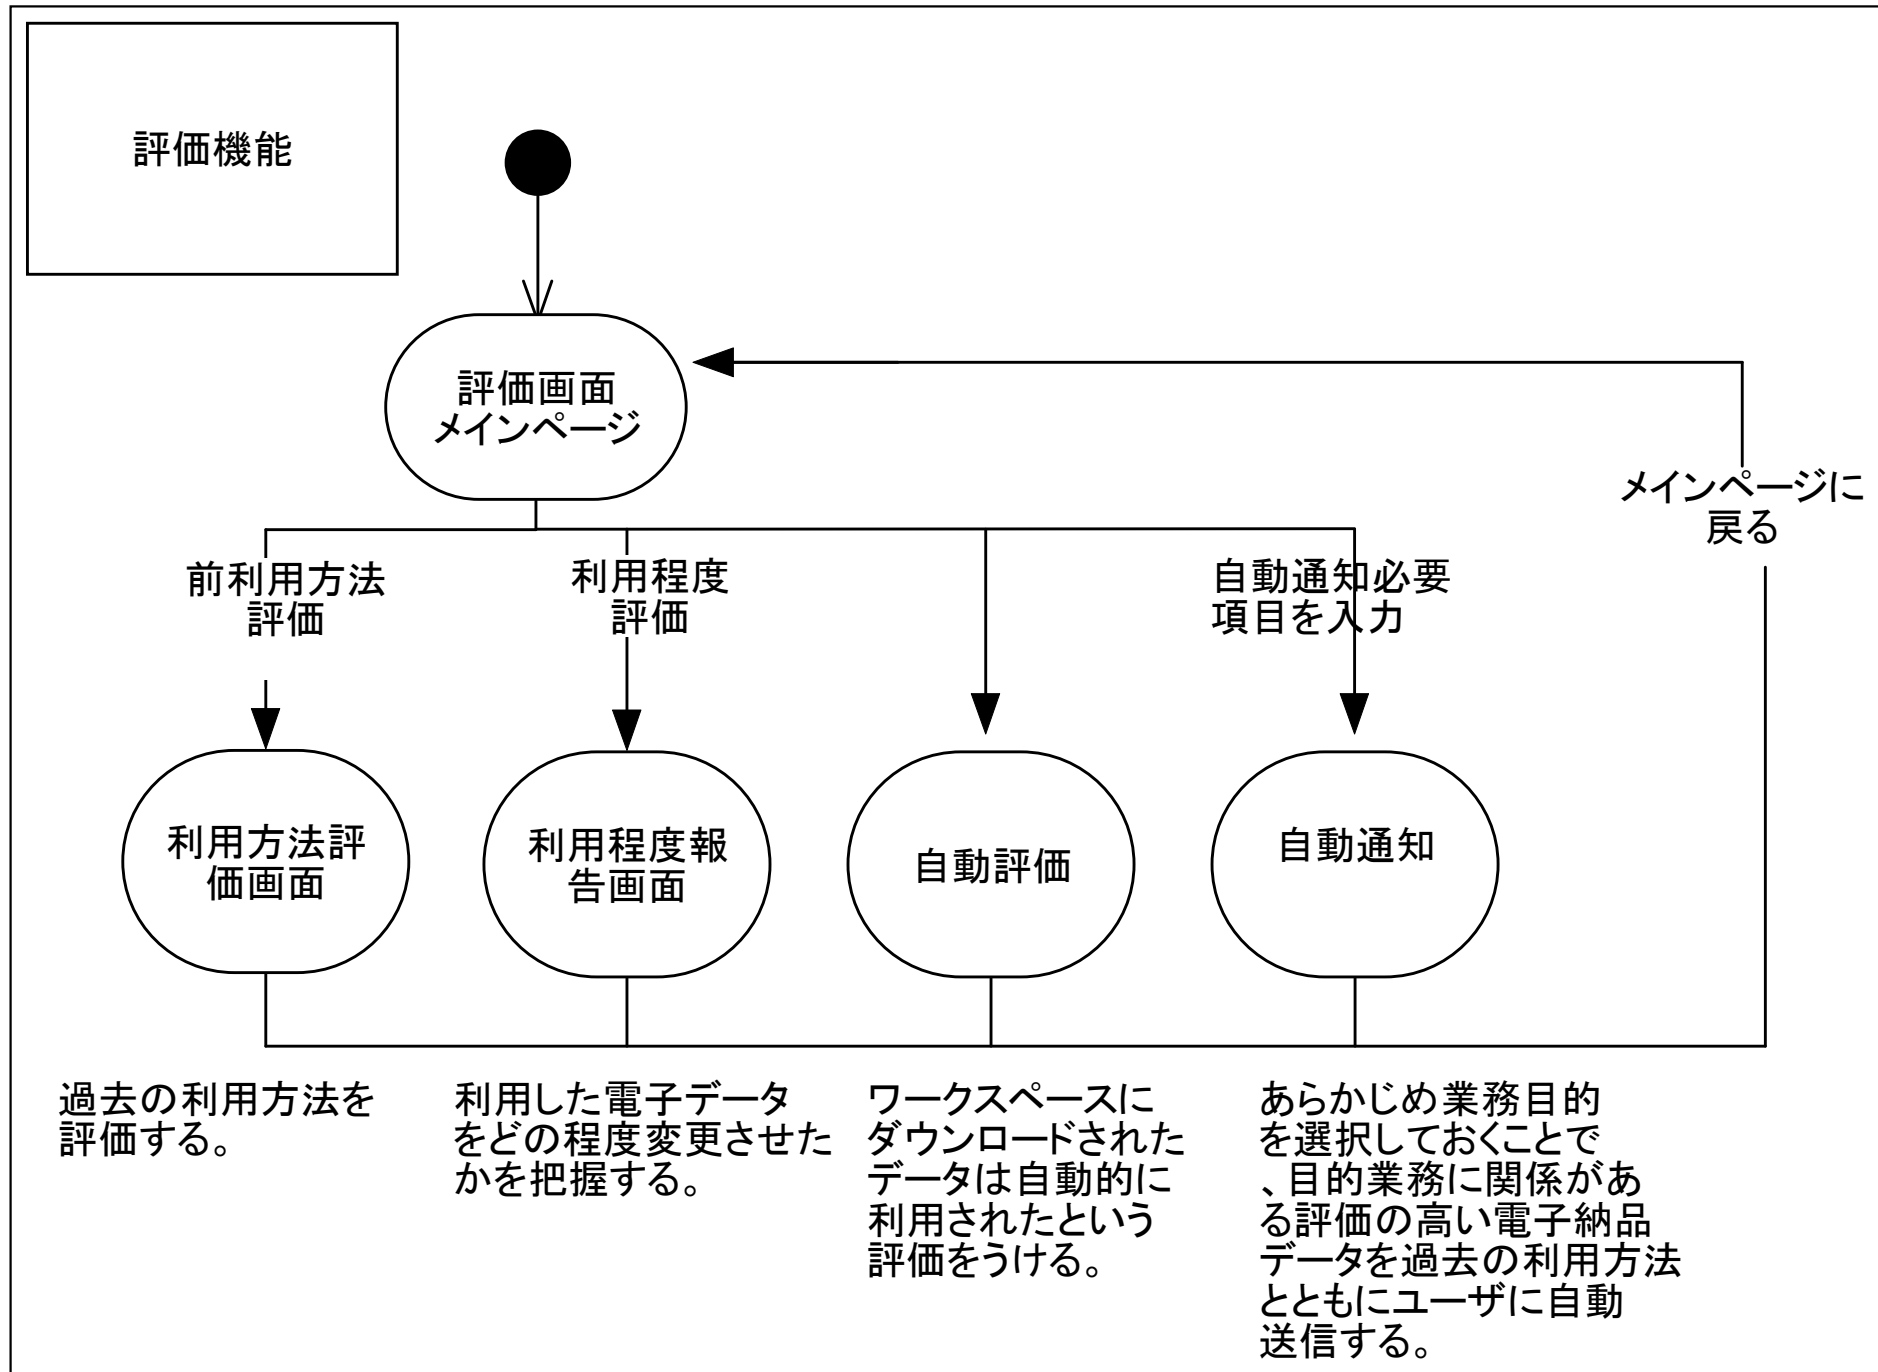 評価機能
評価画面
メインページ
メインページに
戻る
前利用方法
評価
利用程度
評価
自動通知必要
項目を入力
利用方法評
価画面
利用程度報
告画面
自動評価
自動通知
過去の利用方法を
評価する。
利用した電子データ
をどの程度変更させた
かを把握する。
ワークスペースに
ダウンロードされた
データは自動的に
利用されたという
評価をうける。
あらかじめ業務目的
を選択しておくことで
、目的業務に関係があ
る評価の高い電子納品
データを過去の利用方法
とともにユーザに自動
送信する。